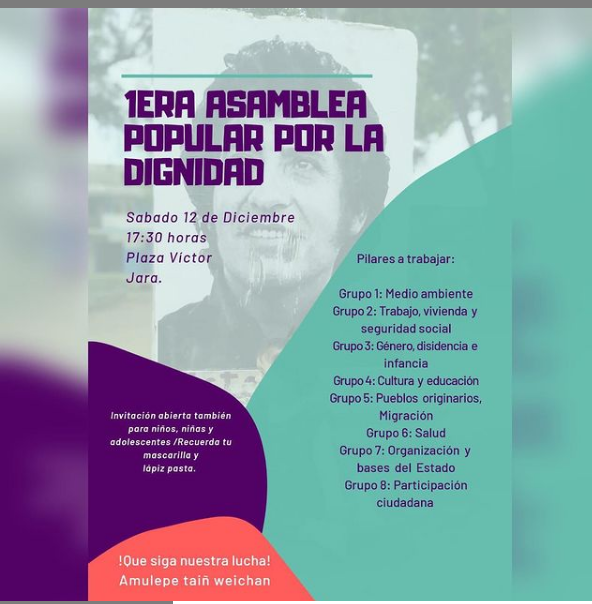 1ERA ASAMBLEA
POPULAR POR LA
DIGNIDAD
Sabado 12 de Diciembre
17:30 horas
Plaza Víctor
Jara.
Pilares a trabajar:
Grupo 1: Medio ambiente
Grupo 2: Trabajo, vivienda y
seguridad social
Grupo 3: Género, disidencia e
infancia
Grupo 4: Cultura y educación
Grupo 5: Pueblos originarios,
Migración
Grupo 6: Salud
Grupo 7: Organización y
bases del Estado
Grupo 8: Participación
ciudadana
Invitación abierta también
para niños, niñas y
adolescentes /Recuerda tu
mascarilla y
lápiz pasta.
!Que siga nuestra lucha!
Amulepe taiñ weichan